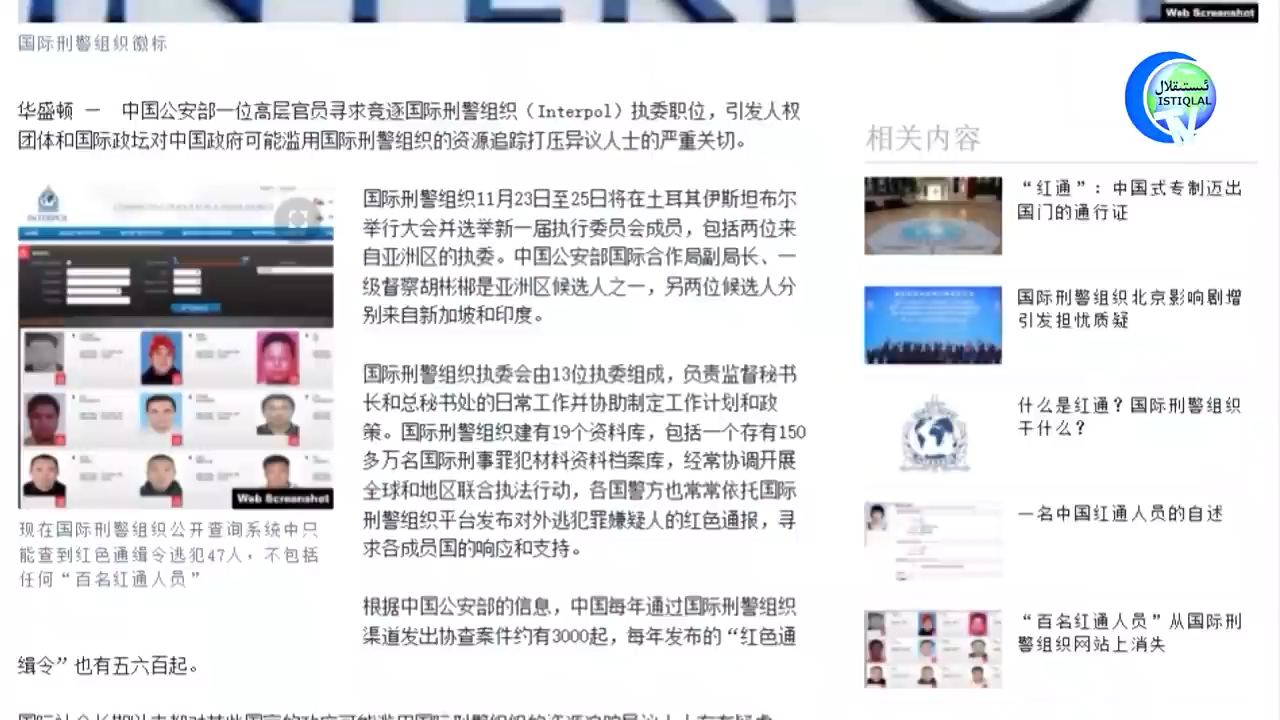 Web Screenshot
国际刑警组织徽标
华盛顿 — 中国公安部一位高层官员寻求竞逐国际刑警组织（Interpol）执委职位，引发人权
团体和国际政坛对中国政府可能滥用国际刑警组织的资源追踪打压异议人士的严重关切。
国际刑警组织11月23日至25日将在土耳其伊斯坦布尔
举行大会并选举新一届执行委员会成员，包括两位来
自亚洲区的执委。中国公安部国际合作局副局长、一
级督察胡彬郴是亚洲区候选人之一，另两位候选人分
别来自新加坡和印度。
国际刑警组织执委会由13位执委组成，负责监督秘书
长和总秘书处的日常工作并协助制定工作计划和政
策。国际刑警组织建有19个资料库，包括一个存有150
多万名国际刑事罪犯材料资料档案库，经常协调开展
全球和地区联合执法行动，各国警方也常常依托国际
刑警组织平台发布对外逃犯罪嫌疑人的红色通报，寻
求各成员国的响应和支持。
根据中国公安部的信息，中国每年通过国际刑警组织
渠道发出协查案件约有3000起，每年发布的“红色通
缉令”也有五六百起。
Web Screenshot
现在国际刑警组织公开查询系统中只
能查到红色通缉令逃犯47人，不包括
任何“百名红通人员”
ئىستىقلال
ISTIQLAL
TV
相关内容
“红通”：中国式专制迈出
国门的通行证
国际刑警组织北京影响剧增
引发担忧质疑
什么是红通？国际刑警组织
干什么？
一名中国红通人员的自述
“百名红通人员”从国际刑
警组织网站上消失